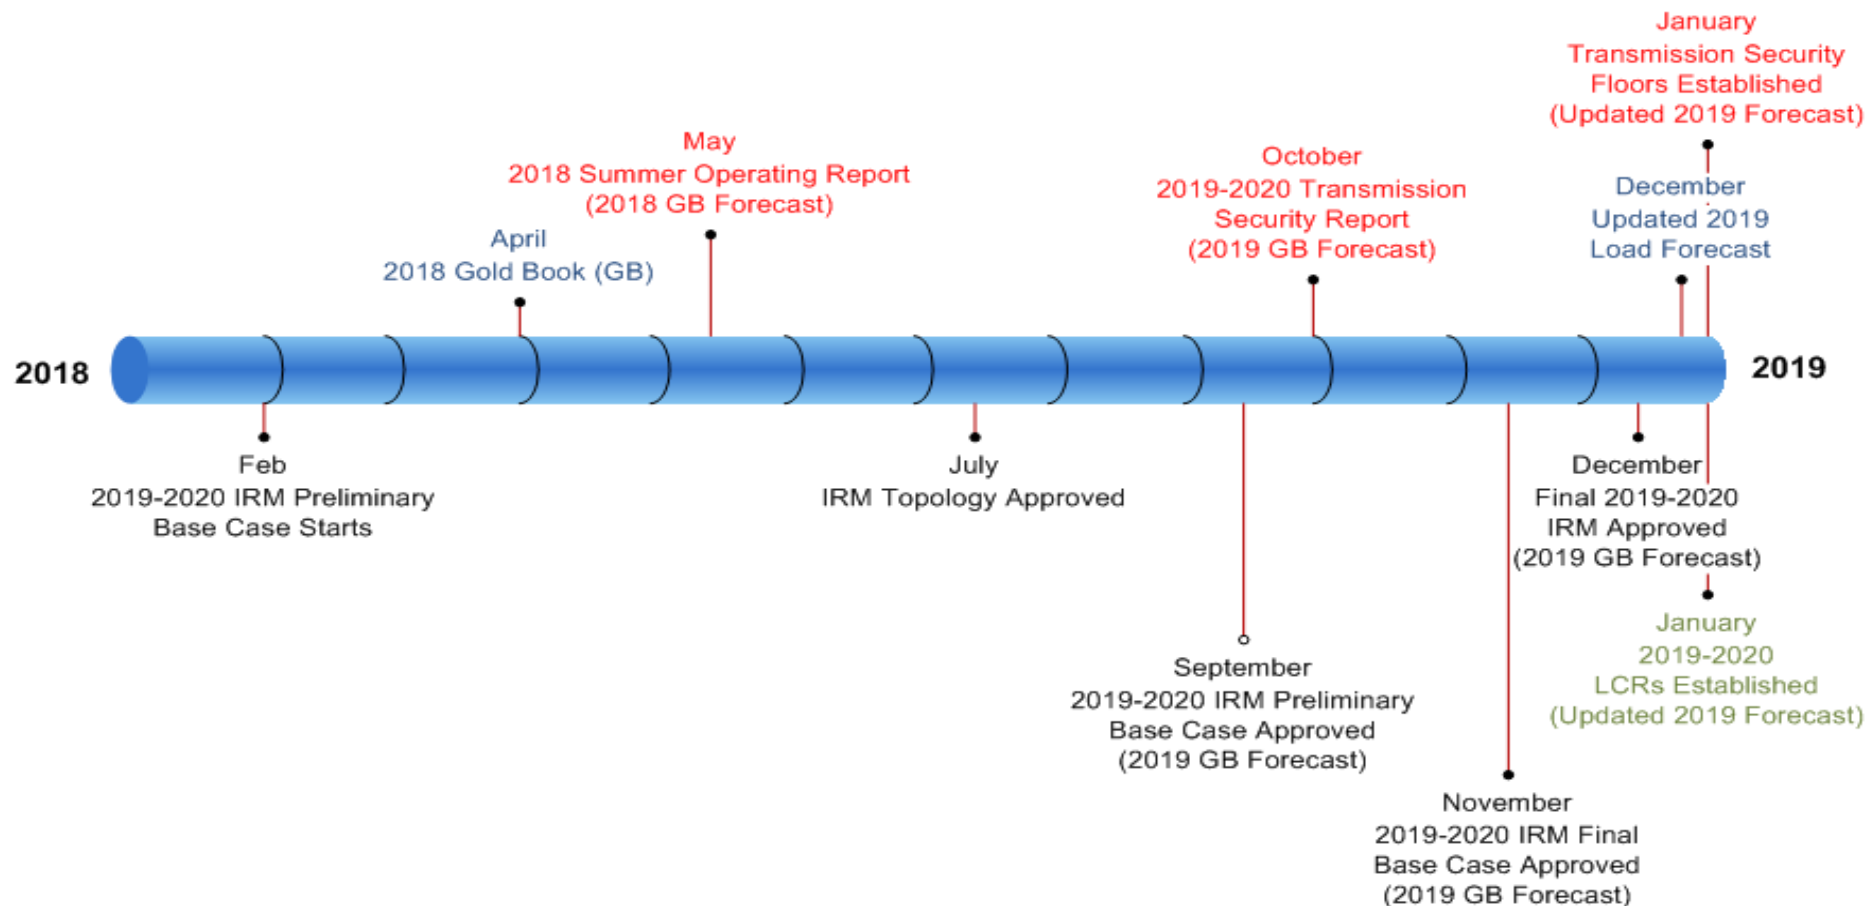 January
Transmission Security
Floors Established
(Updated 2019 Forecast)
May
2018 Summer Operating Report
(2018 GB Forecast)
October
2019-2020 Transmission
Security Report
(2019 GB Forecast)
December
Updated 2019
Load Forecast
April
2018 Gold Book (GB)
2018
2019
Feb
2019-2020 IRM Preliminary
Base Case Starts
July
IRM Topology Approved
December
Final 2019-2020
IRM Approved
(2019 GB Forecast)
September
2019-2020 IRM Preliminary
Base Case Approved
(2019 GB Forecast)
January
2019-2020
LCRs Established
(Updated 2019 Forecast)
November
2019-2020 IRM Final
Base Case Approved
(2019 GB Forecast)